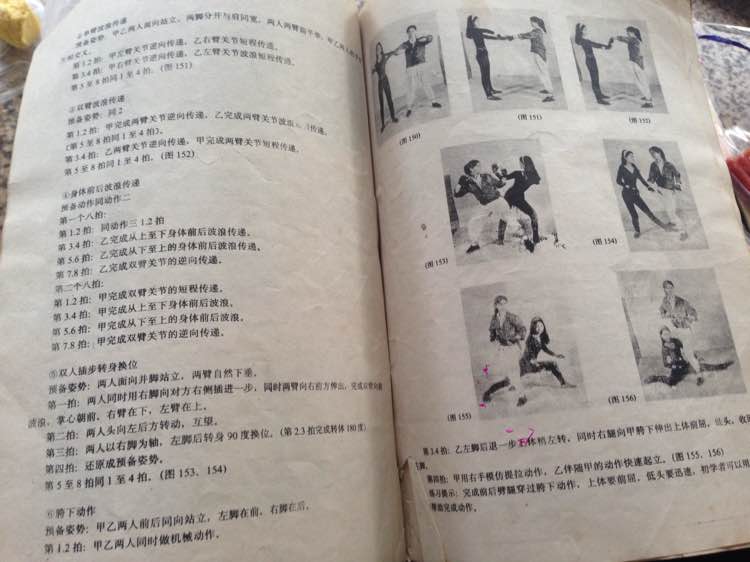 ②单臂波浪传递
预备姿势：甲乙两人面向站立，两脚分开与肩同宽，两人两臂前平举，甲乙两人
第1.2拍：甲左臂关节逆向传递，乙右臂关节短程传递。
第3.4拍：甲右臂关节逆向传递，乙左臂关节波浪短程传递。
第5至8拍同1至4拍。（图151）
③双臂波浪传递
预备姿势：同2
第1.2拍：甲完成两臂关节逆向传递，乙完成两臂关节波浪传递。
（第5至8拍同1至4拍）。
第3.4拍：乙两臂关节逆向传递，甲完成两臂关节短程传递。
第5至8拍同1至4拍。（图152）
④身体前后波浪传递
预备动作同动作二
第一个八拍：
第1.2拍 同动作三1.2拍
第3.4拍：乙完成从上至下身体前后波浪传递。
第5.6拍：乙完成从下至上的身体前后波浪传递。
第7.8拍：乙完成双臂关节的逆向传递。
第二个八拍：
第1.2拍：甲完成双臂关节的短程传递。
第3.4拍：甲完成从上至下身体前后波浪。
第5.6拍：甲完成从下至上的身体前后波浪。
第7.8拍：甲完成双臂关节的逆向传递。
⑤双人插步转身换位
预备姿势：两人面向并脚站立，两臂自然下垂。
第一拍：两人同时用右脚向对方右侧插进一步，同时两臂向右前方伸出，完成双臂
波浪，掌心朝前，右臂在下，左臂在上。
第二拍：两人头向左后方转动，互望。
第三拍：两人以右脚为轴，左脚后转身90度换位。（第2.3拍完成转体180度）
第四拍：还原成预备姿势。
第5至8拍同1至4拍。（图153、154）
⑥胯下动作
预备姿势：甲乙两人前后同向站立，左脚在前，右脚在后。
第1.2拍：甲乙两人同时做机械动作。
（图150）
（图151）
（图152）
（图153）
（图154）
（图155）
（图156）
第3.4拍：乙左脚后退一步 体稍左转，同时右腿向甲胯下伸出上体前屈，低头，收
第四拍：甲用右手模仿提拉动作，乙伴随甲的动作快速起立。（图155、156）
练习提示：完成前后劈腿穿过胯下动作，上体要前屈，低头要迅速，初学者可以用
帮助完成动作。